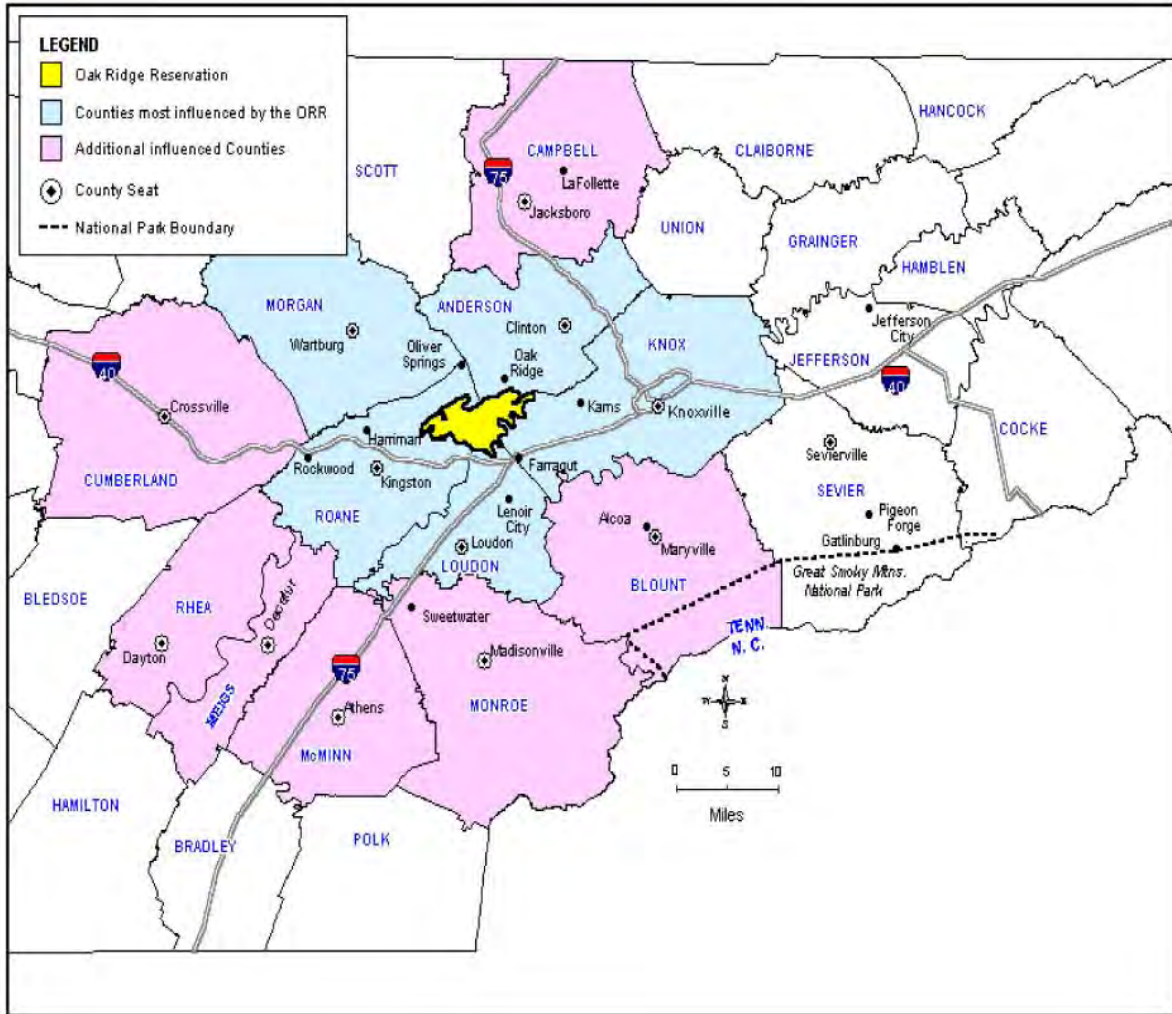 LEGEND
Oak Ridge Reservation
Counties most influenced by the ORR
Additional influenced Counties
County Seat
National Park Boundary
HANCOCK
CLAIBORNE
CAMPBELL
SCOTT
75
LaFollette
Jacksboro
UNION
GRAINGER
HAMBLEN
MORGAN
ANDERSON
Clinton
Jefferson
City
Wartburg
Oliver
Springs
Oak
Ridge
KNOX
JEFFERSON
40
40
Crossville
Karns
Knoxville
COCKE
Harriman
Sevierville
Rockwood
Farragut
CUMBERLAND
Kingston
SEVIER
ROANE
Lenoir
City
Alcoa
Pigeon
Forge
Loudon
Maryville
Gatlinburg
LOUDON
Great Smoky Mtns.
National Park
BLOUNT
BLEDSOE
RHEA
Decatur
Sweetwater
TENN.
N. C.
Dayton
75
Madisonville
N
W E
S
MEIGS
Athens
MONROE
McMINN
0 5 10
Miles
HAMILTON
BRADLEY
POLK